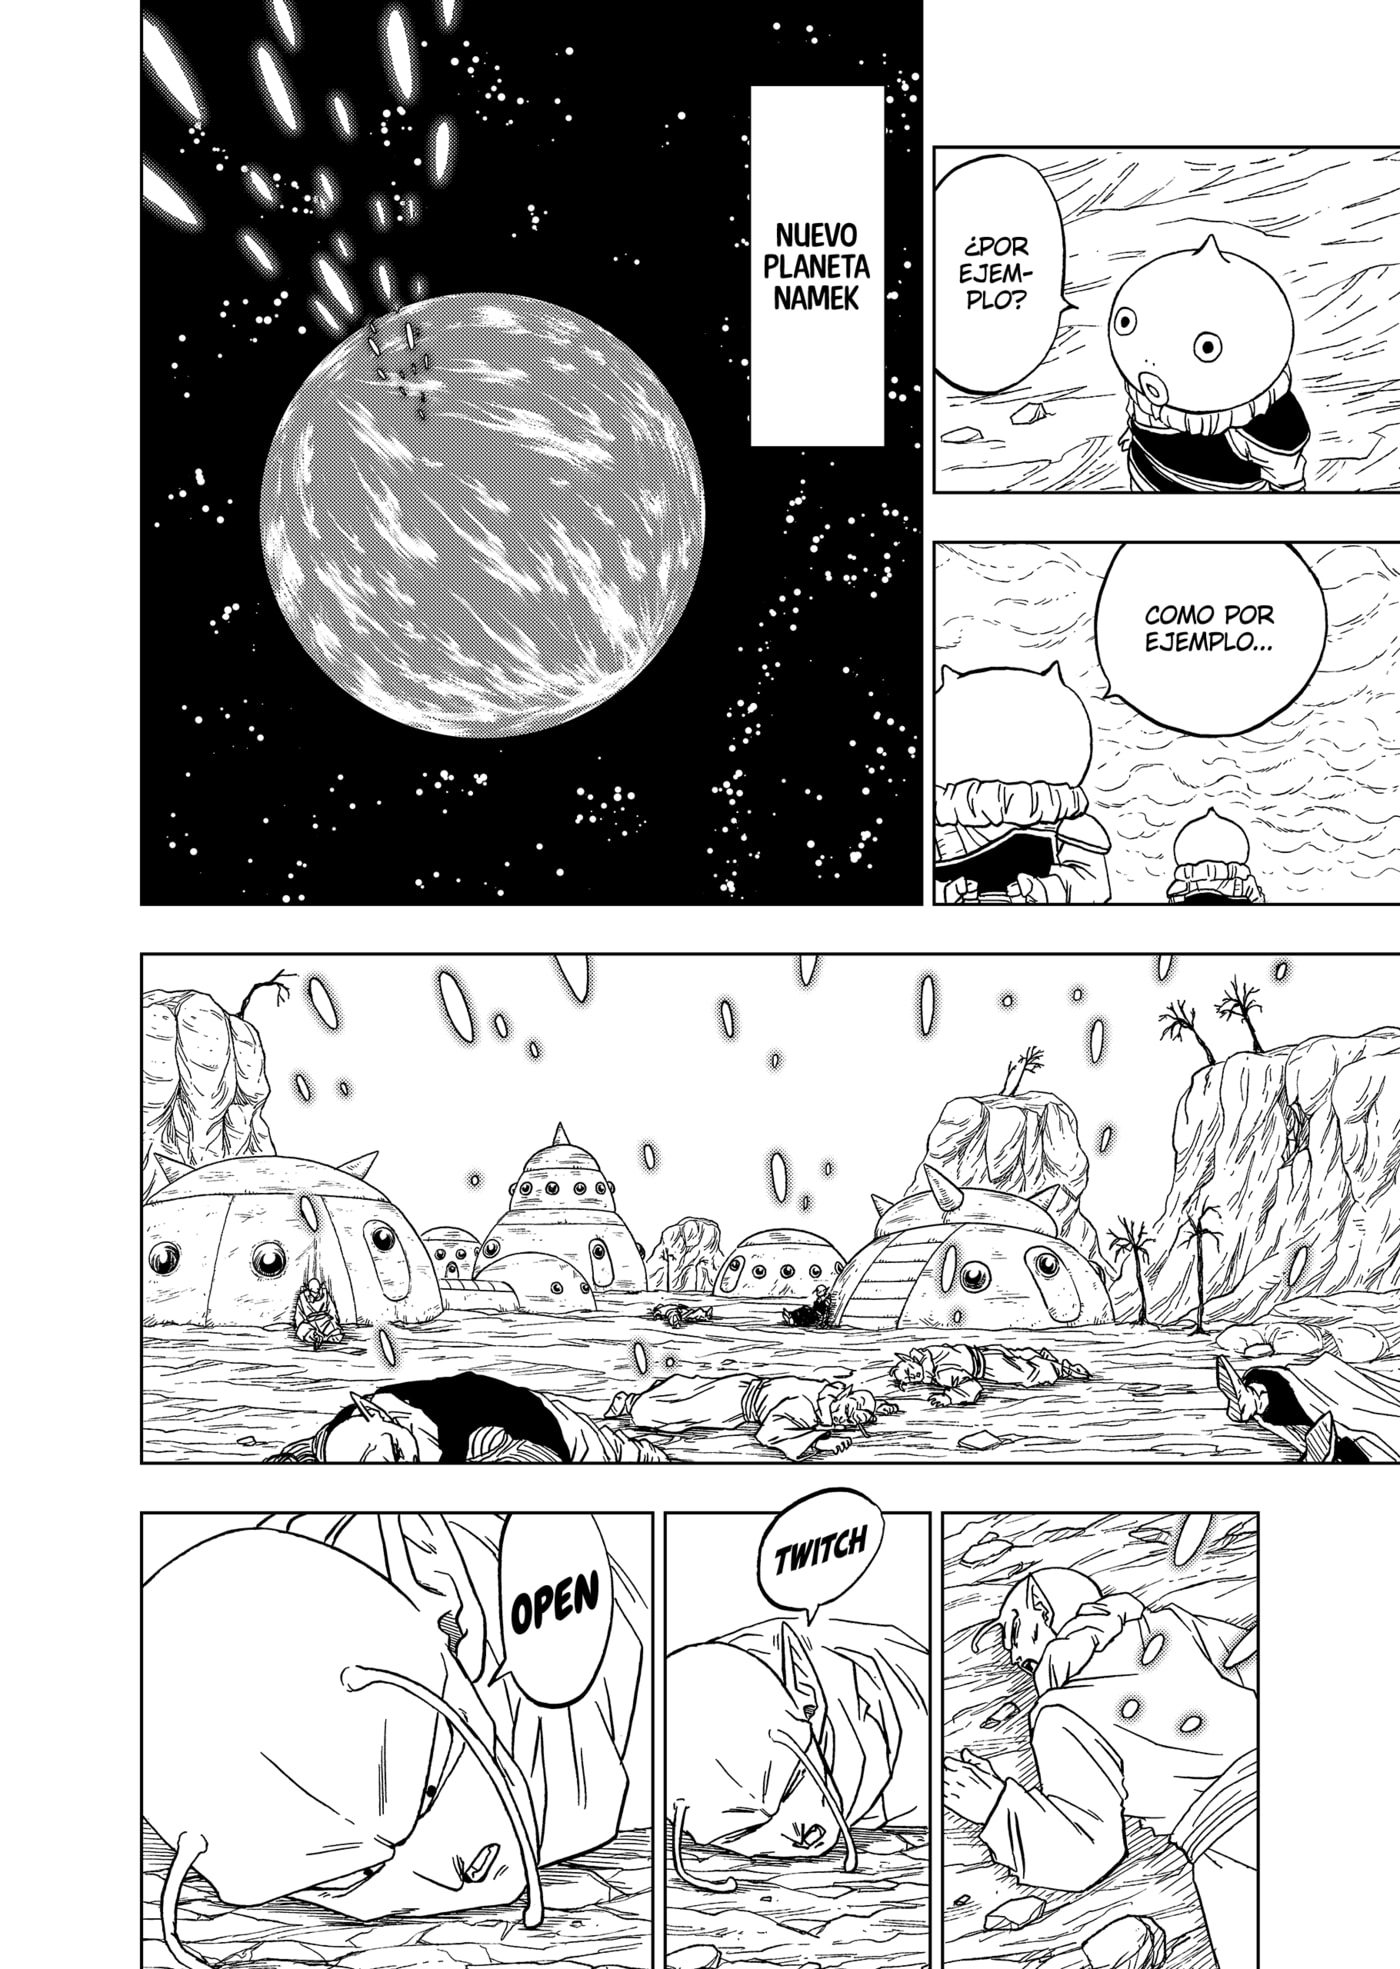 ¿POR
EJEM-
PLO?
COMO POR
EJEMPLO...
NUEVO
PLANETA
NAMEK
TWITCH
OPEN